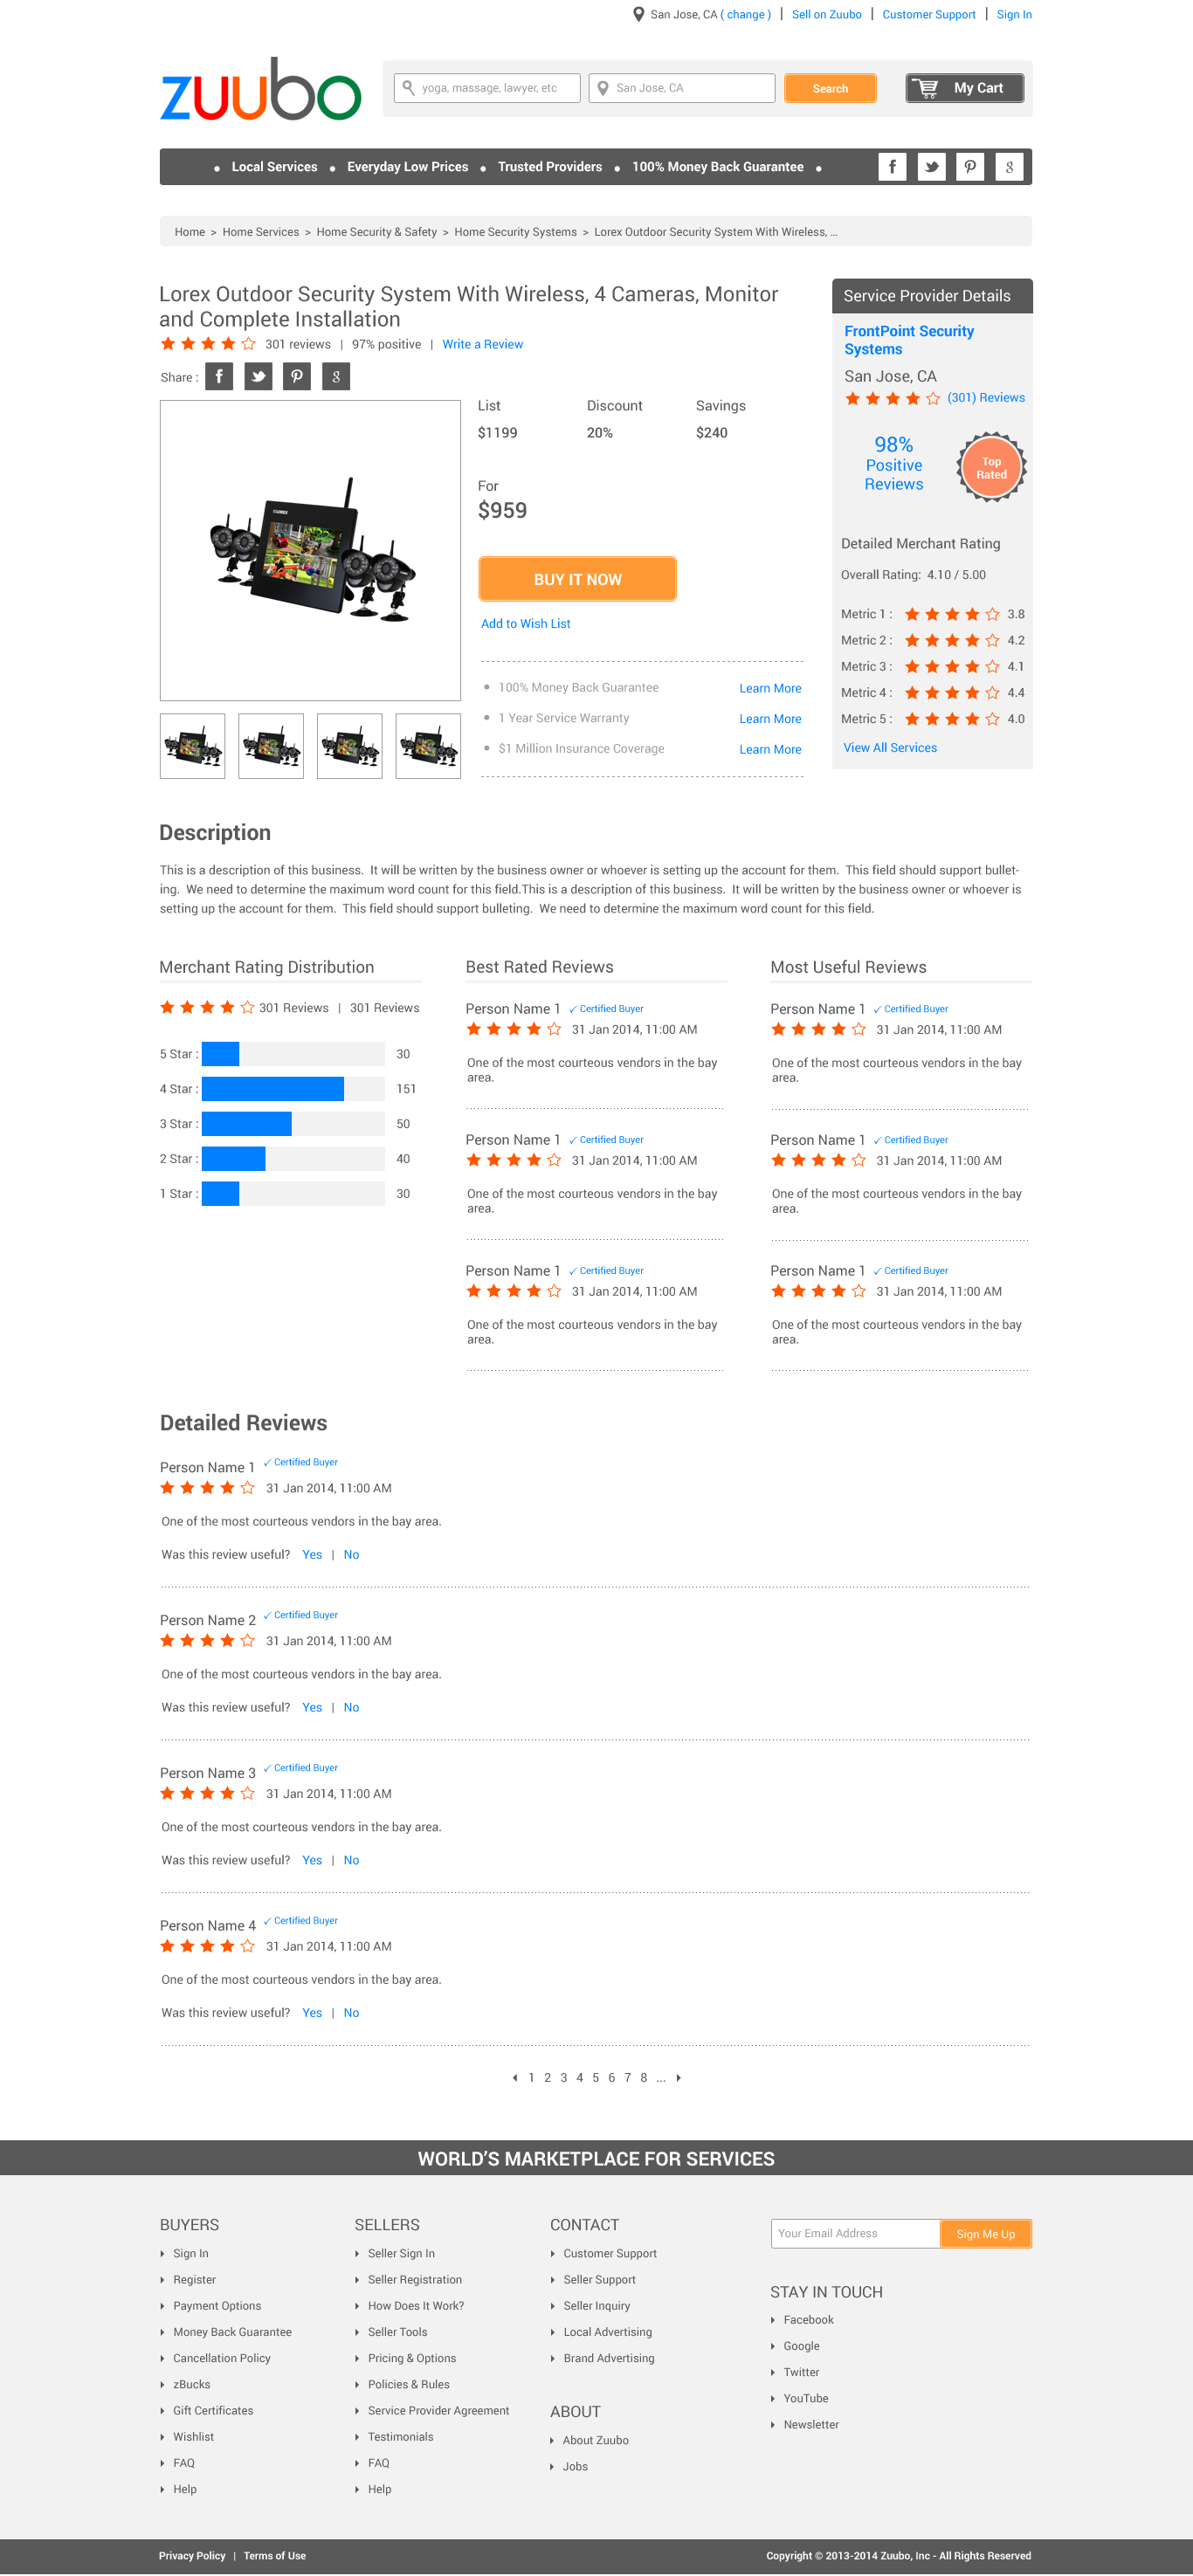 San Jose, CA ( change ) | Sell on Zuubo | Customer Support | Sign In
zuubo
yoga, massage, lawyer, etc
San Jose, CA
Search
My Cart
Local Services • Everyday Low Prices • Trusted Providers • 100% Money Back Guarantee
Home > Home Services > Home Security & Safety > Home Security Systems > Lorex Outdoor Security System With Wireless, ...
Lorex Outdoor Security System With Wireless, 4 Cameras, Monitor
and Complete Installation
301 reviews | 97% positive | Write a Review
Share :
List Discount Savings
$1199 20% $240
For
$959
BUY IT NOW
Add to Wish List
100% Money Back Guarantee Learn More
1 Year Service Warranty Learn More
$1 Million Insurance Coverage Learn More
Service Provider Details
FrontPoint Security
Systems
San Jose, CA
(301) Reviews
98%
Positive
Reviews
Top
Rated
Detailed Merchant Rating
Overall Rating: 4.10 / 5.00
Metric 1 : 3.8
Metric 2 : 4.2
Metric 3 : 4.1
Metric 4 : 4.4
Metric 5 : 4.0
View All Services
Description
This is a description of this business. It will be written by the business owner or whoever is setting up the account for them. This field should support bullet-
ing. We need to determine the maximum word count for this field.This is a description of this business. It will be written by the business owner or whoever is
setting up the account for them. This field should support bulleting. We need to determine the maximum word count for this field.
Merchant Rating Distribution
301 Reviews | 301 Reviews
5 Star : 30
4 Star : 151
3 Star : 50
2 Star : 40
1 Star : 30
Best Rated Reviews
Person Name 1 ✓ Certified Buyer
31 Jan 2014, 11:00 AM
One of the most courteous vendors in the bay
area.
Person Name 1 ✓ Certified Buyer
31 Jan 2014, 11:00 AM
One of the most courteous vendors in the bay
area.
Person Name 1 ✓ Certified Buyer
31 Jan 2014, 11:00 AM
One of the most courteous vendors in the bay
area.
Most Useful Reviews
Person Name 1 ✓ Certified Buyer
31 Jan 2014, 11:00 AM
One of the most courteous vendors in the bay
area.
Person Name 1 ✓ Certified Buyer
31 Jan 2014, 11:00 AM
One of the most courteous vendors in the bay
area.
Person Name 1 ✓ Certified Buyer
31 Jan 2014, 11:00 AM
One of the most courteous vendors in the bay
area.
Detailed Reviews
Person Name 1 ✓ Certified Buyer
31 Jan 2014, 11:00 AM
One of the most courteous vendors in the bay area.
Was this review useful? Yes | No
Person Name 2 ✓ Certified Buyer
31 Jan 2014, 11:00 AM
One of the most courteous vendors in the bay area.
Was this review useful? Yes | No
Person Name 3 ✓ Certified Buyer
31 Jan 2014, 11:00 AM
One of the most courteous vendors in the bay area.
Was this review useful? Yes | No
Person Name 4 ✓ Certified Buyer
31 Jan 2014, 11:00 AM
One of the most courteous vendors in the bay area.
Was this review useful? Yes | No
1 2 3 4 5 6 7 8 ...
WORLD'S MARKETPLACE FOR SERVICES
BUYERS
Sign In
Register
Payment Options
Money Back Guarantee
Cancellation Policy
zBucks
Gift Certificates
Wishlist
FAQ
Help
SELLERS
Seller Sign In
Seller Registration
How Does It Work?
Seller Tools
Pricing & Options
Policies & Rules
Service Provider Agreement
Testimonials
FAQ
Help
CONTACT
Customer Support
Seller Support
Seller Inquiry
Local Advertising
Brand Advertising
ABOUT
About Zuubo
Jobs
Your Email Address
Sign Me Up
STAY IN TOUCH
Facebook
Google
Twitter
YouTube
Newsletter
Privacy Policy | Terms of Use
Copyright © 2013-2014 Zuubo, Inc - All Rights Reserved